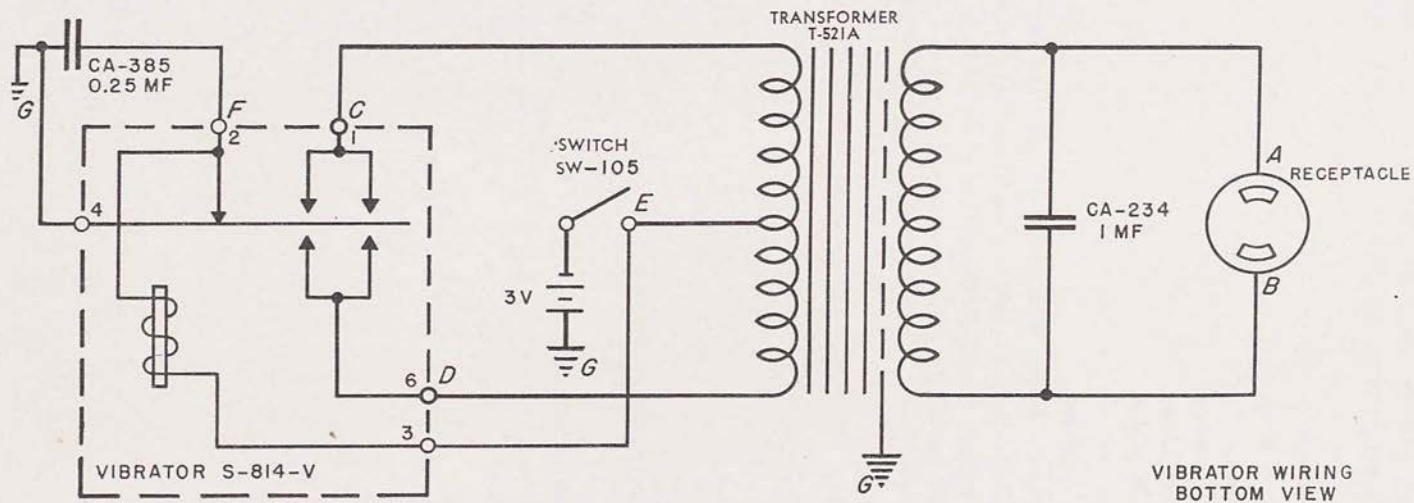 TRANSFORMER
T-521A
CA-385
0.25 MF
G
F
2
C
1
SWITCH
SW-105
E
4
A
RECEPTACLE
CA-234
1 MF
B
3V
G
6
D
3
VIBRATOR S-814-V
G
VIBRATOR WIRING
BOTTOM VIEW